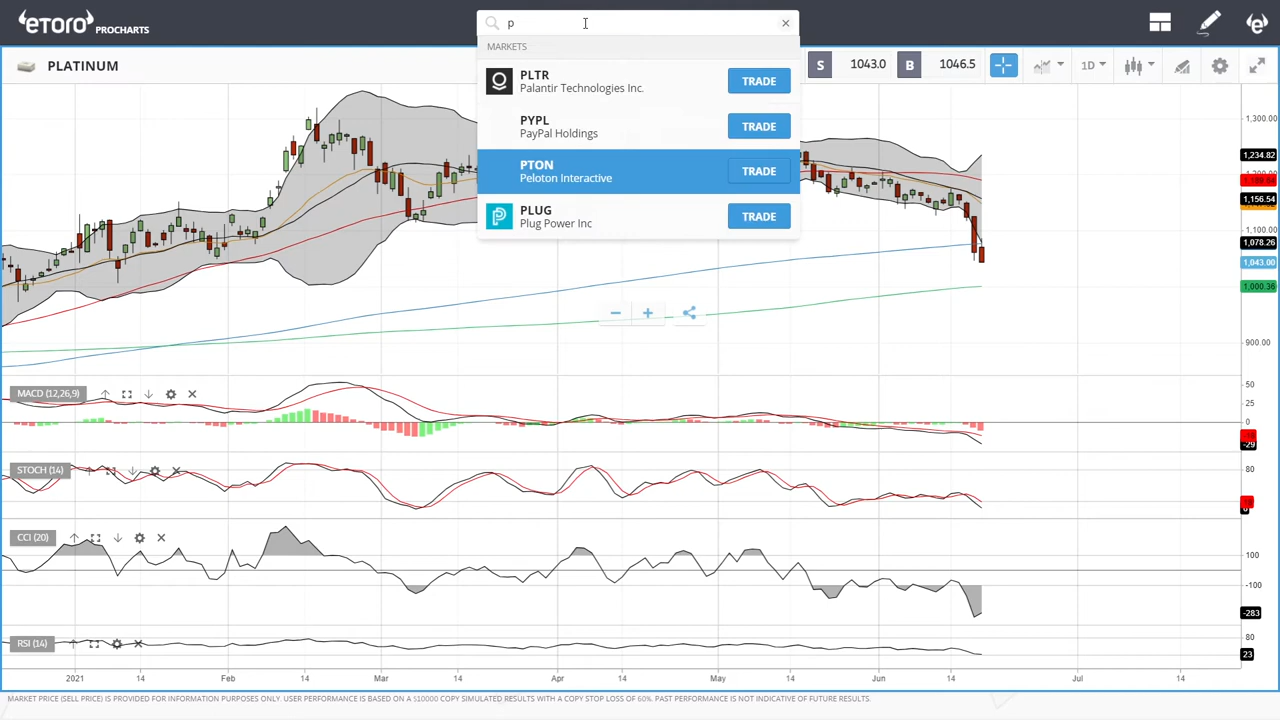 eToro PROCHARTS
p
MARKETS
PLTR
Palantir Technologies Inc.
TRADE
PYPL
PayPal Holdings
TRADE
PTON
Peloton Interactive
TRADE
PLUG
Plug Power Inc
TRADE
PLATINUM
S 1043.0 B 1046.5 1D
1,300.00
1,234.82
1,156.54
1,100.00
1,078.26
1,043.00
1,000.36
900.00
MACD (12,26,9)
50
25
-29
STOCH (14)
80
CCI (20)
100
-100
-283
RSI (14)
80
23
2021 14 Feb 14 Mar 14 Apr 14 May 14 Jun 14 Jul 14
MARKET PRICE (SELL PRICE) IS PROVIDED FOR INFORMATION PURPOSES ONLY. USER PERFORMANCE IS BASED ON A $10000 COPY SIMULATED RESULTS WITH A COPY STOP LOSS OF 60%. PAST PERFORMANCE IS NOT INDICATIVE OF FUTURE RESULTS.